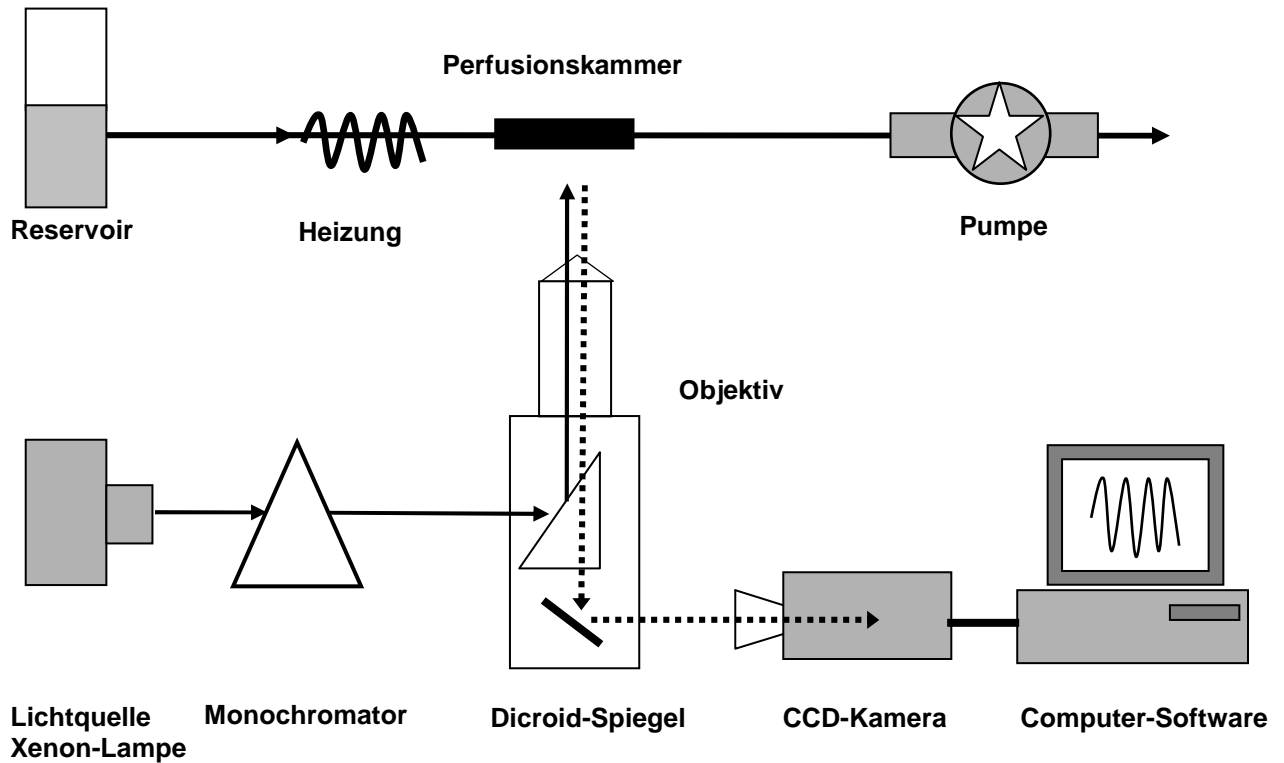 Perfusionskammer
Reservoir
Heizung
Pumpe
Objektiv
Lichtquelle
Xenon-Lampe
Monochromator
Dicroid-Spiegel
CCD-Kamera
Computer-Software